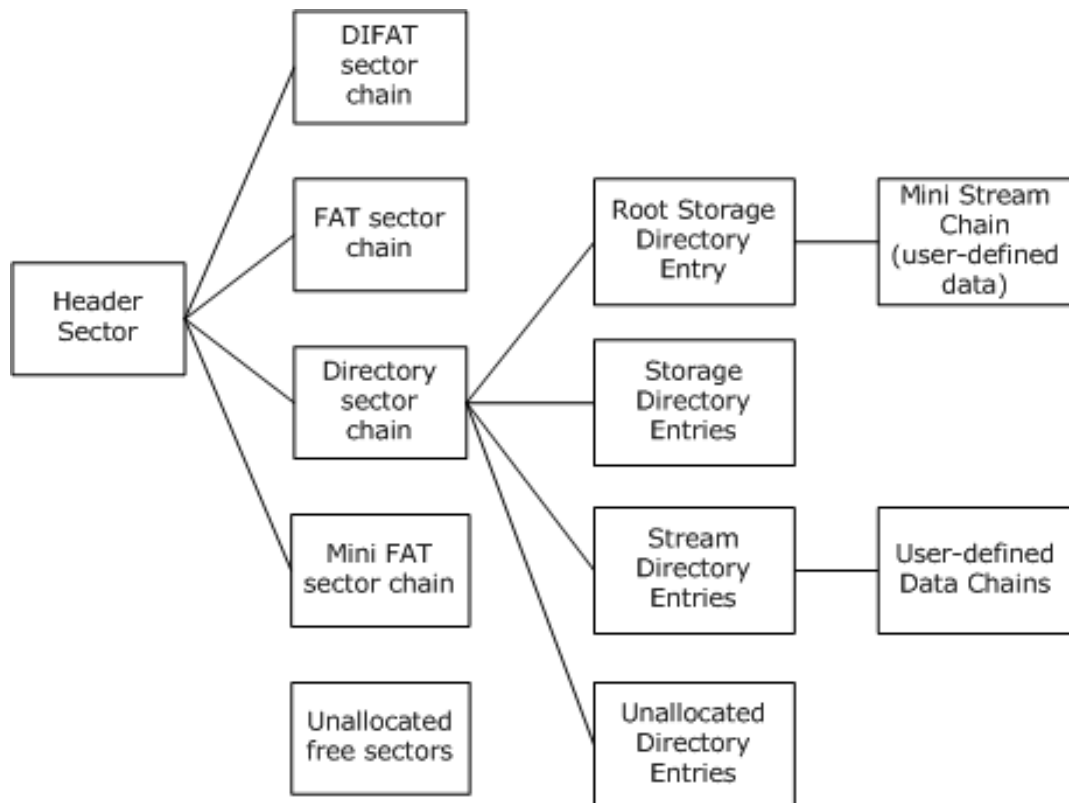 DIFAT
sector
chain
FAT sector
chain
Header
Sector
Directory
sector
chain
Mini FAT
sector chain
Unallocated
free sectors
Root Storage
Directory
Entry
Storage
Directory
Entries
Stream
Directory
Entries
Unallocated
Directory
Entries
Mini Stream
Chain
(user-defined
data)
User-defined
Data Chains